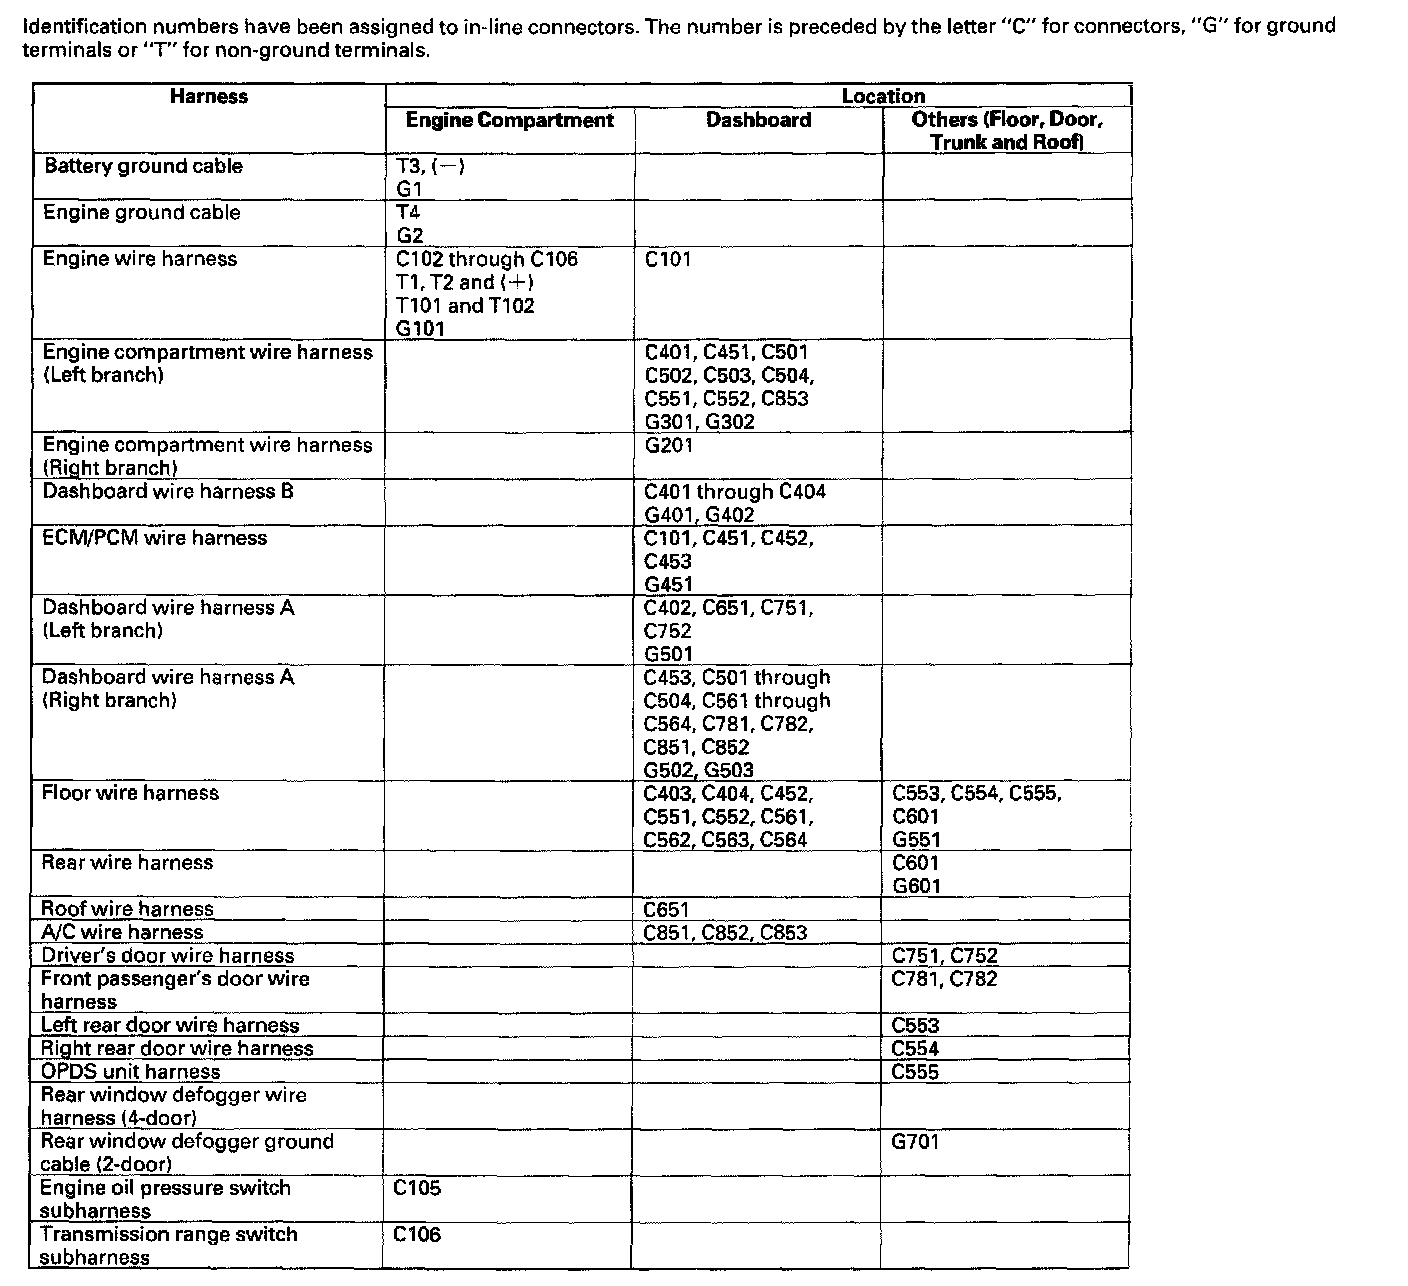 Identification numbers have been assigned to in-line connectors. The number is preceded by the letter "C" for connectors, "G" for ground
terminals or "T" for non-ground terminals.
Harness
Location
Engine Compartment
Dashboard
Others (Floor, Door,
Trunk and Roof)
Battery ground cable
T3, (−)
G1
Engine ground cable
T4
G2
Engine wire harness
C102 through C106
T1, T2 and (+)
T101 and T102
G101
C101
Engine compartment wire harness
(Left branch)
C401, C451, C501
C502, C503, C504,
C551, C552, C853
G301, G302
Engine compartment wire harness
(Right branch)
G201
Dashboard wire harness B
C401 through C404
G401, G402
ECM/PCM wire harness
C101, C451, C452,
C453
G451
Dashboard wire harness A
(Left branch)
C402, C651, C751,
C752
G501
Dashboard wire harness A
(Right branch)
C453, C501 through
C504, C561 through
C564, C781, C782,
C851, C852
G502, G503
Floor wire harness
C403, C404, C452,
C551, C552, C561,
C562, C563, C564
C553, C554, C555,
C601
G551
Rear wire harness
C601
G601
Roof wire harness
C651
A/C wire harness
C851, C852, C853
Driver's door wire harness
C751, C752
Front passenger's door wire
harness
C781, C782
Left rear door wire harness
C553
Right rear door wire harness
C554
OPDS unit harness
C555
Rear window defogger wire
harness (4-door)
Rear window defogger ground
cable (2-door)
G701
Engine oil pressure switch
subharness
C105
Transmission range switch
subharness
C106